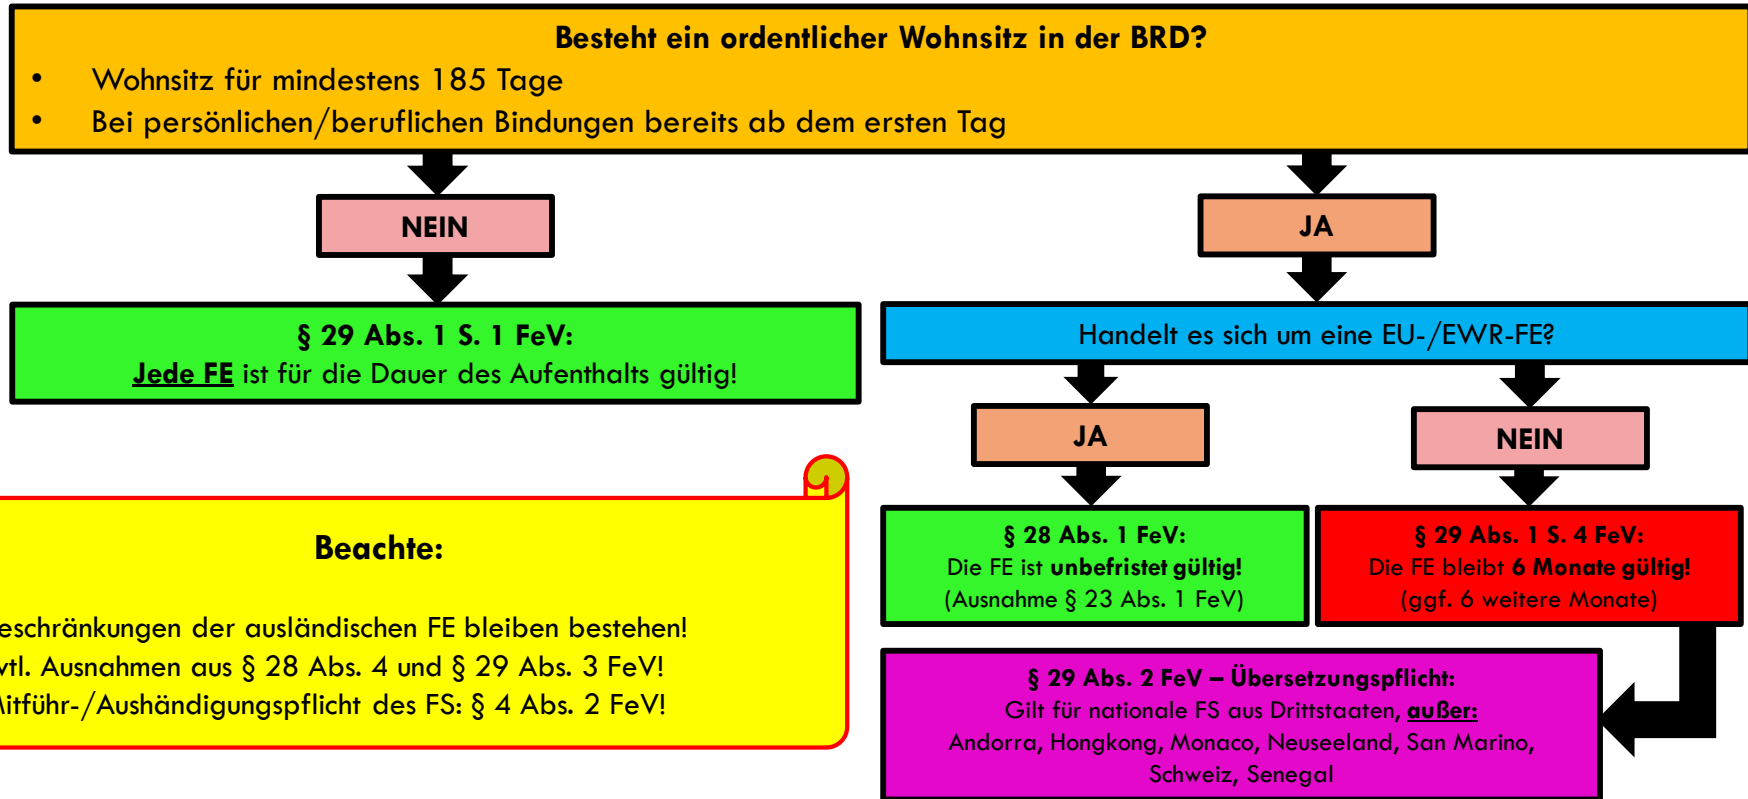 Besteht ein ordentlicher Wohnsitz in der BRD?
• Wohnsitz für mindestens 185 Tage
• Bei persönlichen/beruflichen Bindungen bereits ab dem ersten Tag
NEIN
JA
§ 29 Abs. 1 S. 1 FeV:
Jede FE ist für die Dauer des Aufenthalts gültig!
Handelt es sich um eine EU-/EWR-FE?
JA
NEIN
§ 28 Abs. 1 FeV:
Die FE ist unbefristet gültig!
(Ausnahme § 23 Abs. 1 FeV)
§ 29 Abs. 1 S. 4 FeV:
Die FE bleibt 6 Monate gültig!
(ggf. 6 weitere Monate)
Beachte:
eschränkungen der ausländischen FE bleiben bestehen!
vtl. Ausnahmen aus § 28 Abs. 4 und § 29 Abs. 3 FeV!
Mitführ-/Aushändigungspflicht des FS: § 4 Abs. 2 FeV!
§ 29 Abs. 2 FeV – Übersetzungspflicht:
Gilt für nationale FS aus Drittstaaten, außer:
Andorra, Hongkong, Monaco, Neuseeland, San Marino,
Schweiz, Senegal